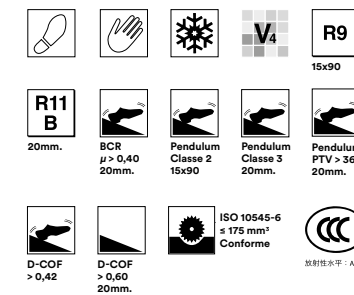 V4
R9
15x90
R11
B
20mm.
BCR
μ > 0,40
20mm.
Pendulum
Classe 2
15x90
Pendulum
Classe 3
20mm.
Pendulum
PTV > 36
20mm.
D-COF
> 0,42
D-COF
> 0,60
20mm.
ISO 10545-6
≤ 175 mm³
Conforme
CCC
放射性水平：A